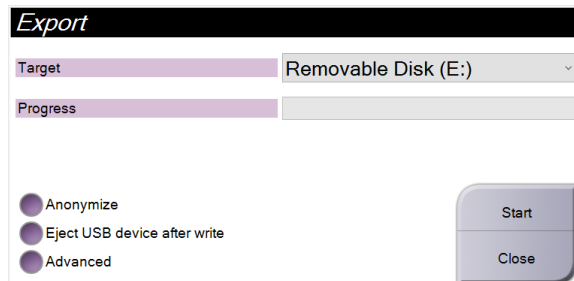 Export
Target
Removable Disk (E:)
Progress
Anonymize
Eject USB device after write
Advanced
Start
Close